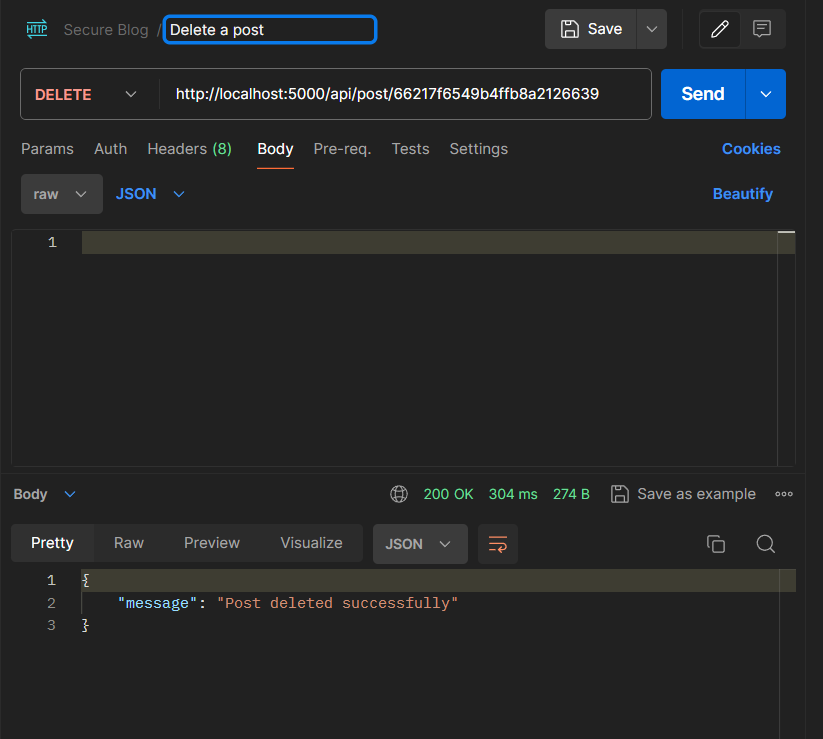 HTTP Secure Blog / Delete a post Save
DELETE http://localhost:5000/api/post/66217f6549b4ffb8a2126639 Send
Params Auth Headers (8) Body Pre-req. Tests Settings Cookies
raw JSON Beautify
1
Body 200 OK 304 ms 274 B Save as example
Pretty Raw Preview Visualize JSON
1 {
2 "message": "Post deleted successfully"
3 }